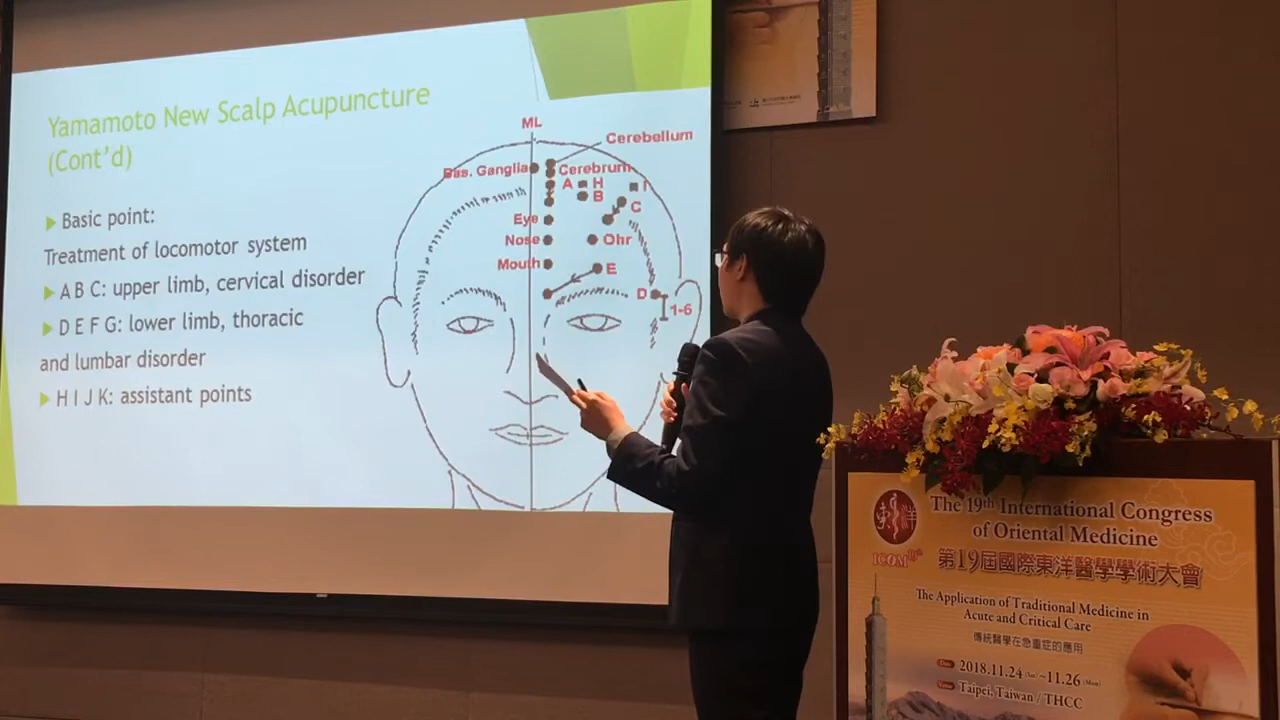 Yamamoto New Scalp Acupuncture
(Cont'd)
Basic point:
Treatment of locomotor system
A B C: upper limb, cervical disorder
D E F G: lower limb, thoracic
and lumbar disorder
H I J K: assistant points
ML
Cerebellum
Bas. Ganglia
Cerebrum
A
H
I
B
C
Eye
Nose
Ohr
Mouth
E
D
1-6
ICOM19th
The 19th International Congress
of Oriental Medicine
第19屆國際東洋醫學學術大會
The Application of Traditional Medicine in
Acute and Critical Care
傳統醫學在急重症的應用
Date 2018.11.24 (Sat)~11.26 (Mon)
Venue Taipei, Taiwan / THCC